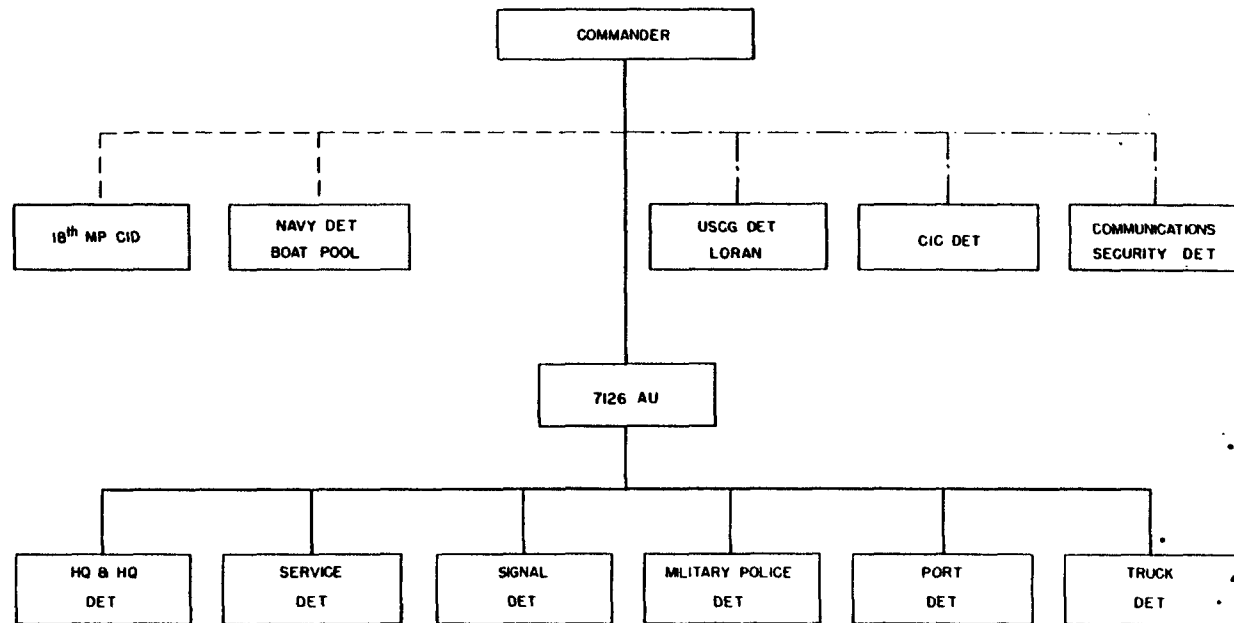 COMMANDER
18th MP CID
NAVY DET
BOAT POOL
USCG DET
LORAN
CIC DET
COMMUNICATIONS
SECURITY DET
7126 AU
HQ & HQ
DET
SERVICE
DET
SIGNAL
DET
MILITARY POLICE
DET
PORT
DET
TRUCK
DET